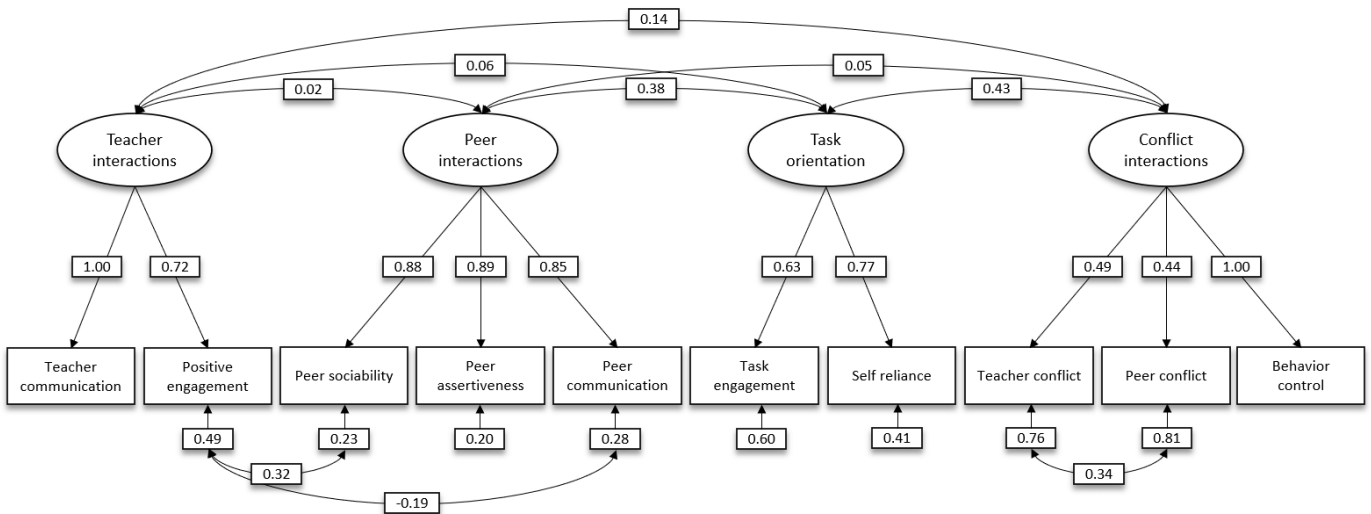 0.14
0.06
0.05
0.02
0.38
0.43
Teacher
interactions
Peer
interactions
Task
orientation
Conflict
interactions
1.00
0.72
0.88
0.89
0.85
0.63
0.77
0.49
0.44
1.00
Teacher
communication
Positive
engagement
Peer sociability
Peer
assertiveness
Peer
communication
Task
engagement
Self reliance
Teacher conflict
Peer conflict
Behavior
control
0.49
0.23
0.20
0.28
0.60
0.41
0.76
0.81
0.32
0.34
-0.19